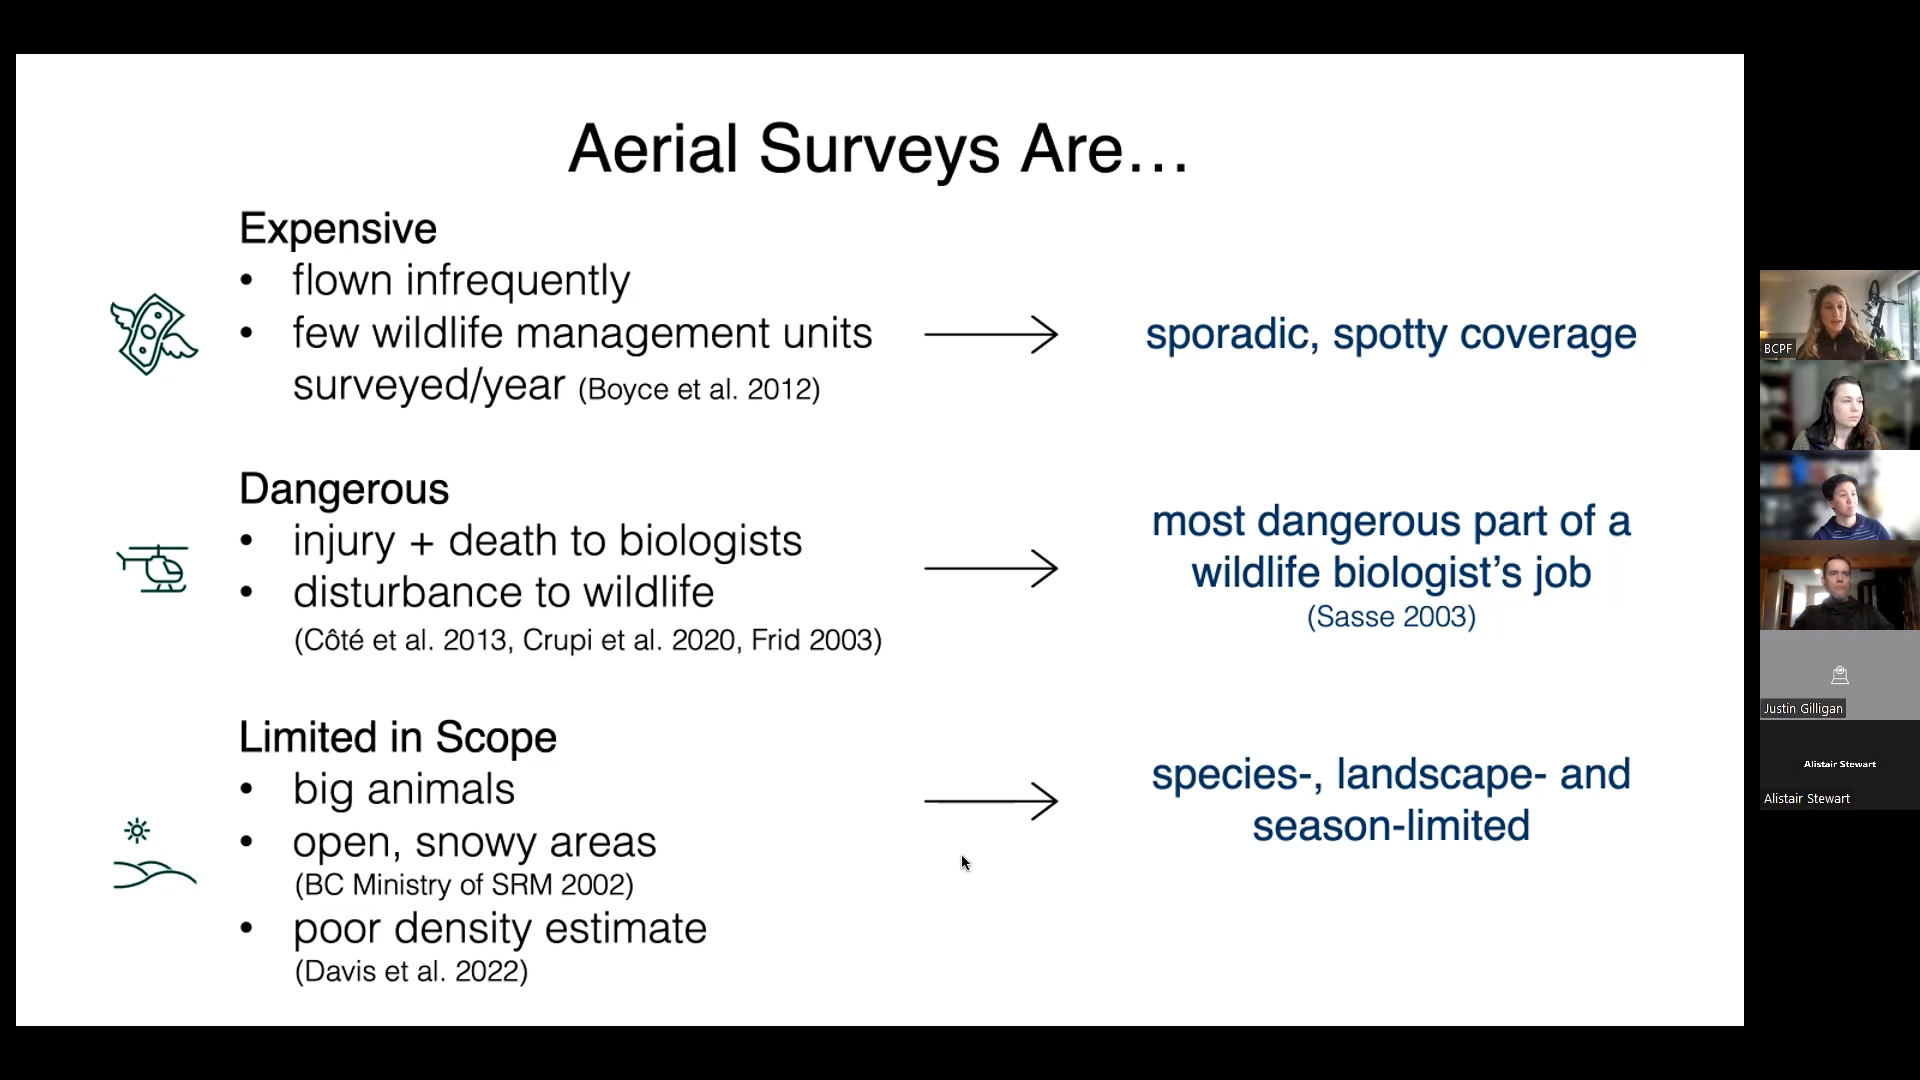 Aerial Surveys Are…
Expensive
• flown infrequently
• few wildlife management units
surveyed/year (Boyce et al. 2012)
sporadic, spotty coverage
Dangerous
• injury + death to biologists
• disturbance to wildlife
(Côté et al. 2013, Crupi et al. 2020, Frid 2003)
most dangerous part of a
wildlife biologist’s job
(Sasse 2003)
Limited in Scope
• big animals
• open, snowy areas
(BC Ministry of SRM 2002)
• poor density estimate
(Davis et al. 2022)
species-, landscape- and
season-limited
BCPF
Justin Gilligan
Alistair Stewart
Alistair Stewart